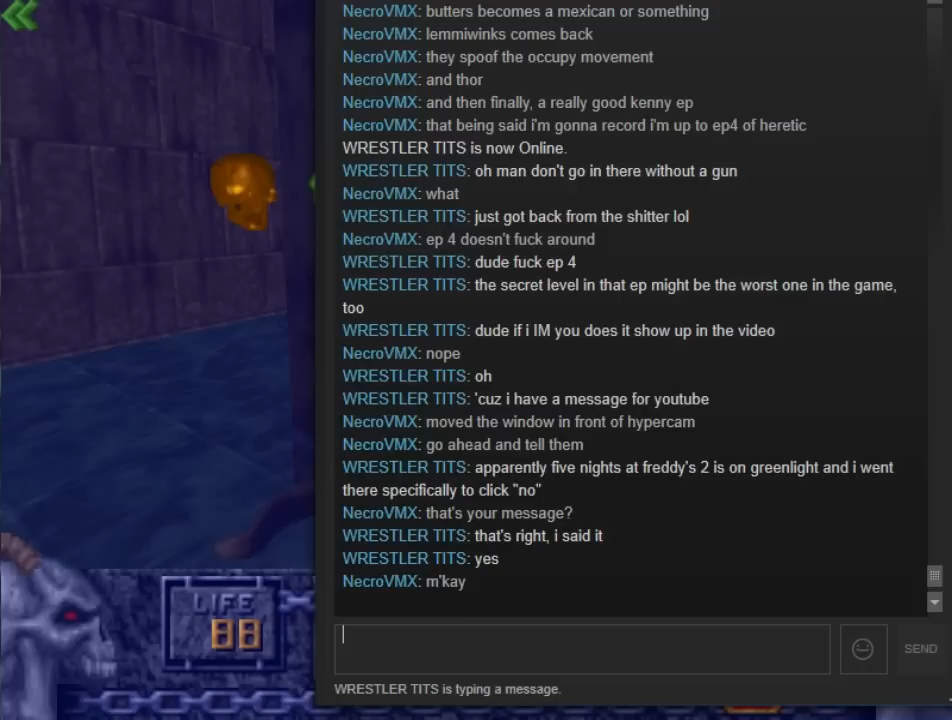 NecroVMX: butters becomes a mexican or something
NecroVMX: lemmiwinks comes back
NecroVMX: they spoof the occupy movement
NecroVMX: and thor
NecroVMX: and then finally, a really good kenny ep
NecroVMX: that being said i'm gonna record i'm up to ep4 of heretic
WRESTLER TITS is now Online.
WRESTLER TITS: oh man don't go in there without a gun
NecroVMX: what
WRESTLER TITS: just got back from the shitter lol
NecroVMX: ep 4 doesn't fuck around
WRESTLER TITS: dude fuck ep 4
WRESTLER TITS: the secret level in that ep might be the worst one in the game,
too
WRESTLER TITS: dude if i IM you does it show up in the video
NecroVMX: nope
WRESTLER TITS: oh
WRESTLER TITS: 'cuz i have a message for youtube
NecroVMX: moved the window in front of hypercam
NecroVMX: go ahead and tell them
WRESTLER TITS: apparently five nights at freddy's 2 is on greenlight and i went
there specifically to click "no"
NecroVMX: that's your message?
WRESTLER TITS: that's right, i said it
WRESTLER TITS: yes
NecroVMX: m'kay
LIFE
88
SEND
WRESTLER TITS is typing a message.